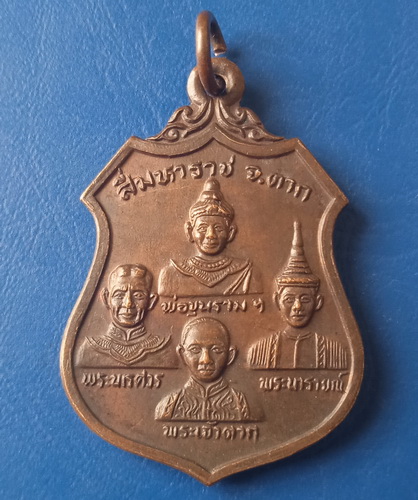 สี่มหาราช จ.ตาก
พ่อขุนราม ฯ
พระนเรศวร
พระนารายณ์
พระเจ้าตาก